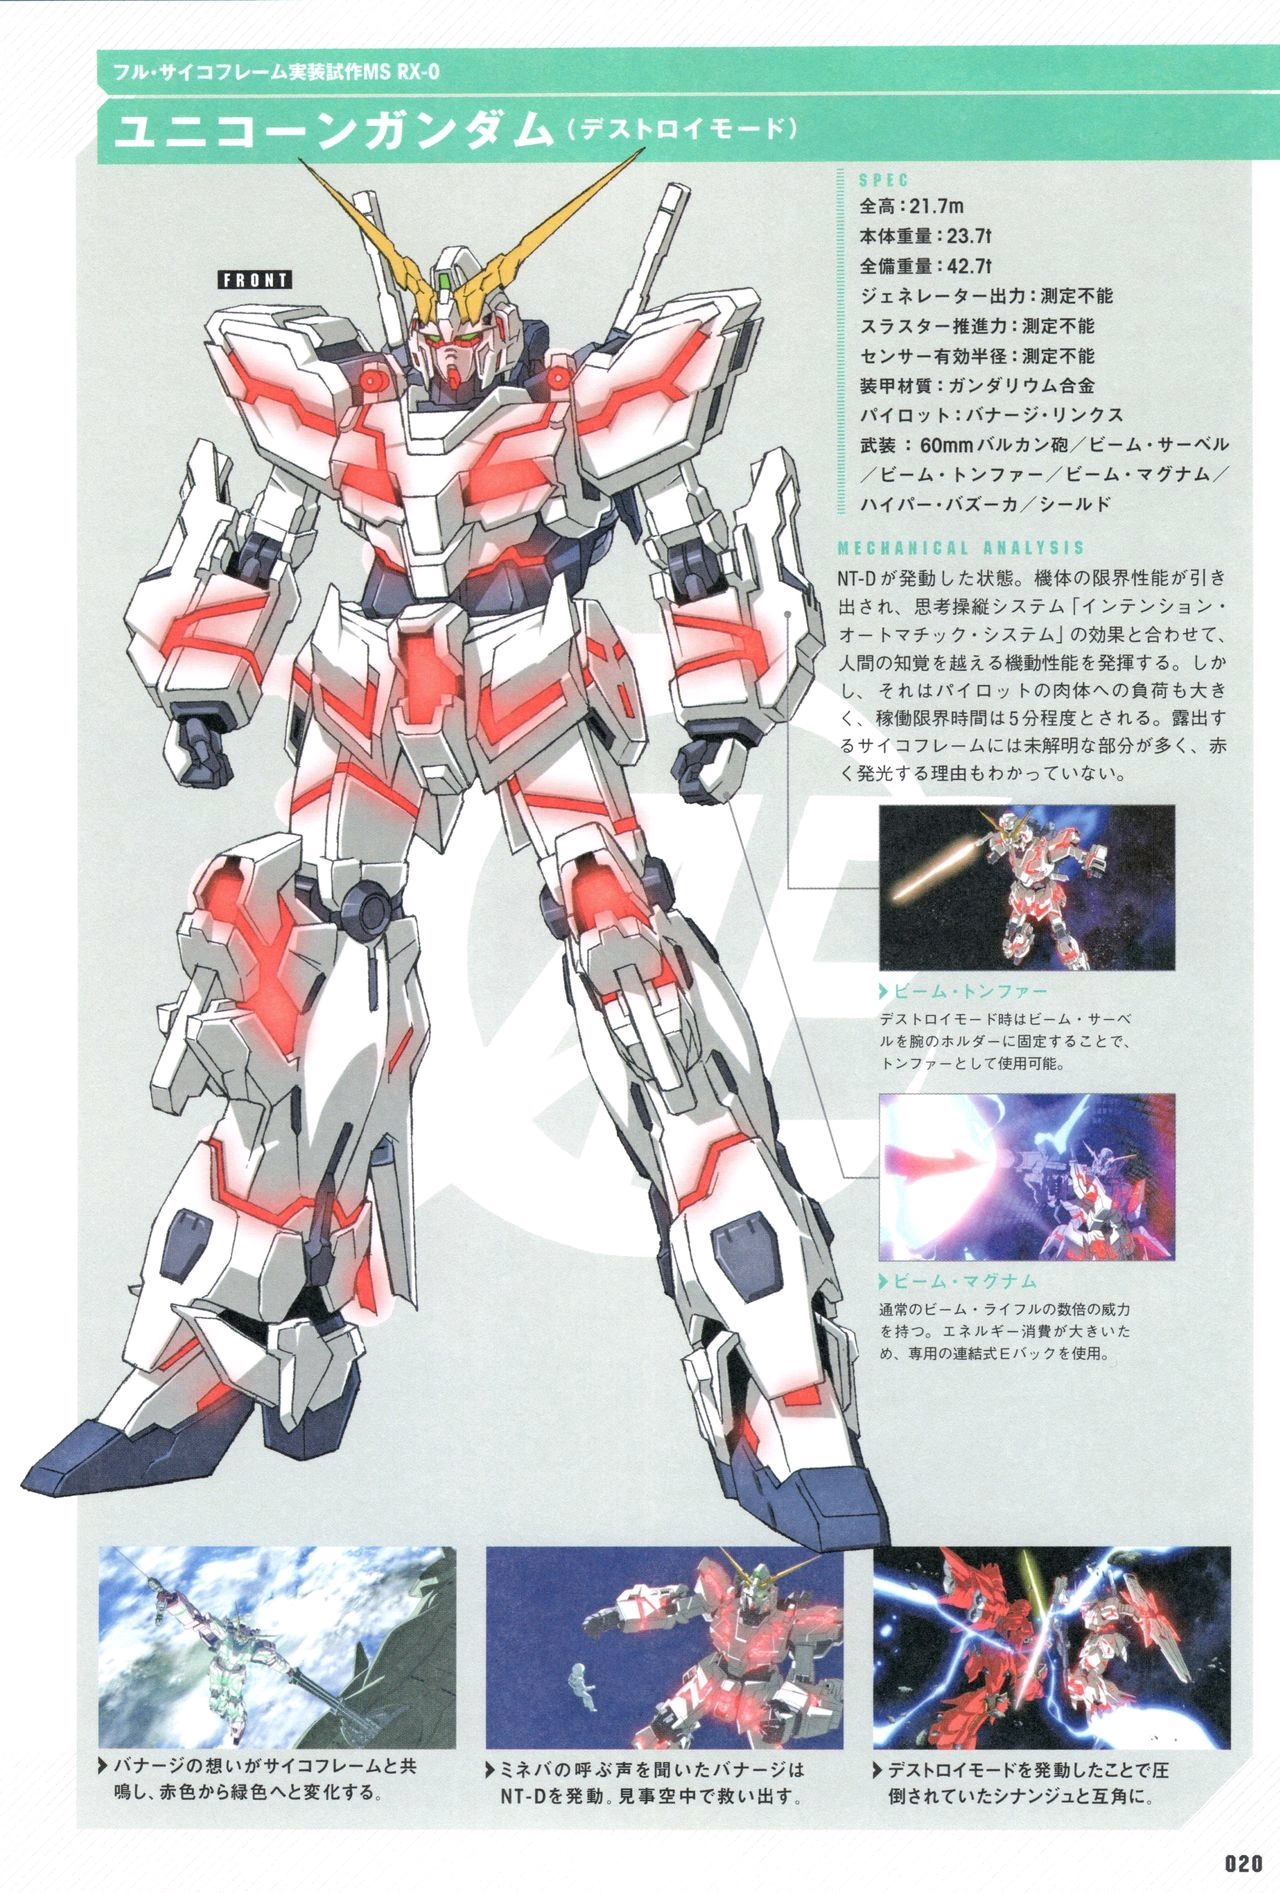 フル・サイコフレーム実装試作MS RX-0
ユニコーンガンダム（デストロイモード）
FRONT
SPEC
全高：21.7m
本体重量：23.7t
全備重量：42.7t
ジェネレーター出力：測定不能
スラスター推進力：測定不能
センサー有効半径：測定不能
装甲材質：ガンダリウム合金
パイロット：バナージ・リンクス
武装：60mmバルカン砲／ビーム・サーベル
／ビーム・トンファー／ビーム・マグナム／
ハイパー・バズーカ／シールド
MECHANICAL ANALYSIS
NT-Dが発動した状態。機体の限界性能が引き
出され、思考操縦システム「インテンション・
オートマチック・システム」の効果と合わせて、
人間の知覚を越える機動性能を発揮する。しか
し、それはパイロットの肉体への負荷も大き
く、稼働限界時間は5分程度とされる。露出す
るサイコフレームには未解明な部分が多く、赤
く発光する理由もわかっていない。
ビーム・トンファー
デストロイモード時はビーム・サーベ
ルを腕のホルダーに固定することで、
トンファーとして使用可能。
ビーム・マグナム
通常のビーム・ライフルの数倍の威力
を持つ。エネルギー消費が大きいた
め、専用の連結式Eパックを使用。
バナージの想いがサイコフレームと共
鳴し、赤色から緑色へと変化する。
ミネバの呼ぶ声を聞いたバナージは
NT-Dを発動。見事空中で救い出す。
デストロイモードを発動したことで圧
倒されていたシナンジュと互角に。
020